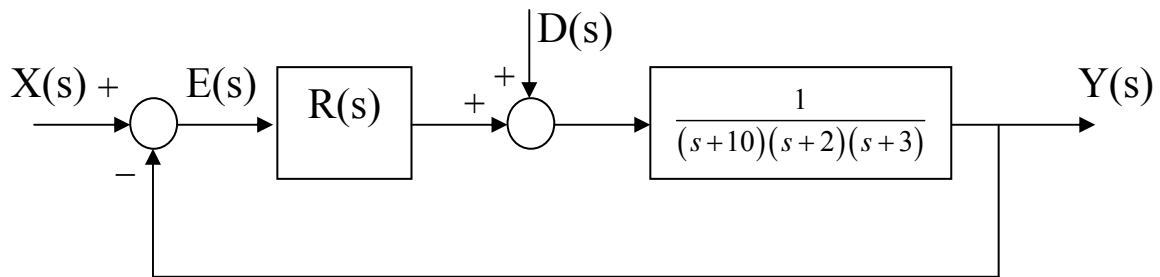 D(s)
X(s) + E(s) R(s) + + 1 Y(s)
(s+10)(s+2)(s+3)
−